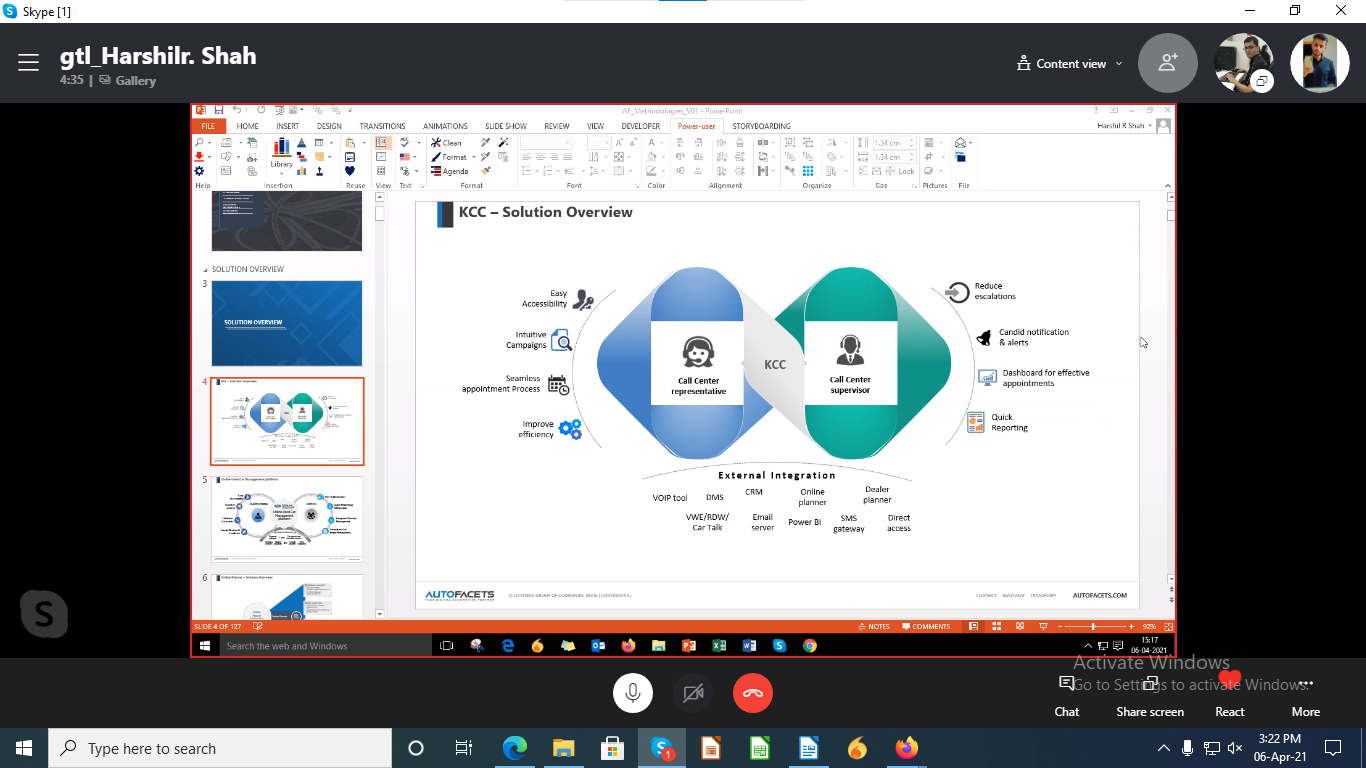 Skype [1]
gtl_Harshilr. Shah
4:35 | Gallery
Content view
AF_Methodologies_V01 - PowerPoint
FILE HOME INSERT DESIGN TRANSITIONS ANIMATIONS SLIDE SHOW REVIEW VIEW DEVELOPER Power-user STORYBOARDING
Harshil R.Shah
Library
Clean
Format
Agenda
1.34 cm
1.34 cm
Lock
Help Insertion Reuse View Text Format Font Color Alignment Organize Size Pictures File
SOLUTION OVERVIEW
3
SOLUTION OVERVIEW
4
KCC – Solution Overview
5
6
Online Planner – Solution Overview
KCC – Solution Overview
Easy
Accessibility
Intuitive
Campaigns
Seamless
appointment Process
Improve
efficiency
Call Center
representative
KCC
Call Center
supervisor
Reduce
escalations
Candid notification
& alerts
Dashboard for effective
appointments
Quick
Reporting
External Integration
VOIP tool
DMS
CRM
Online
planner
Dealer
planner
VWE/RDW/
Car Talk
Email
server
Power BI
SMS
gateway
Direct
access
AUTOFACETS
AUTOFACETS.COM
SLIDE 4 OF 127
NOTES
COMMENTS
92%
Search the web and Windows
15:17
06-04-2021
Activate Windows
Go to Settings to activate Windows.
Chat
Share screen
React
More
Type here to search
1
3:22 PM
06-Apr-21